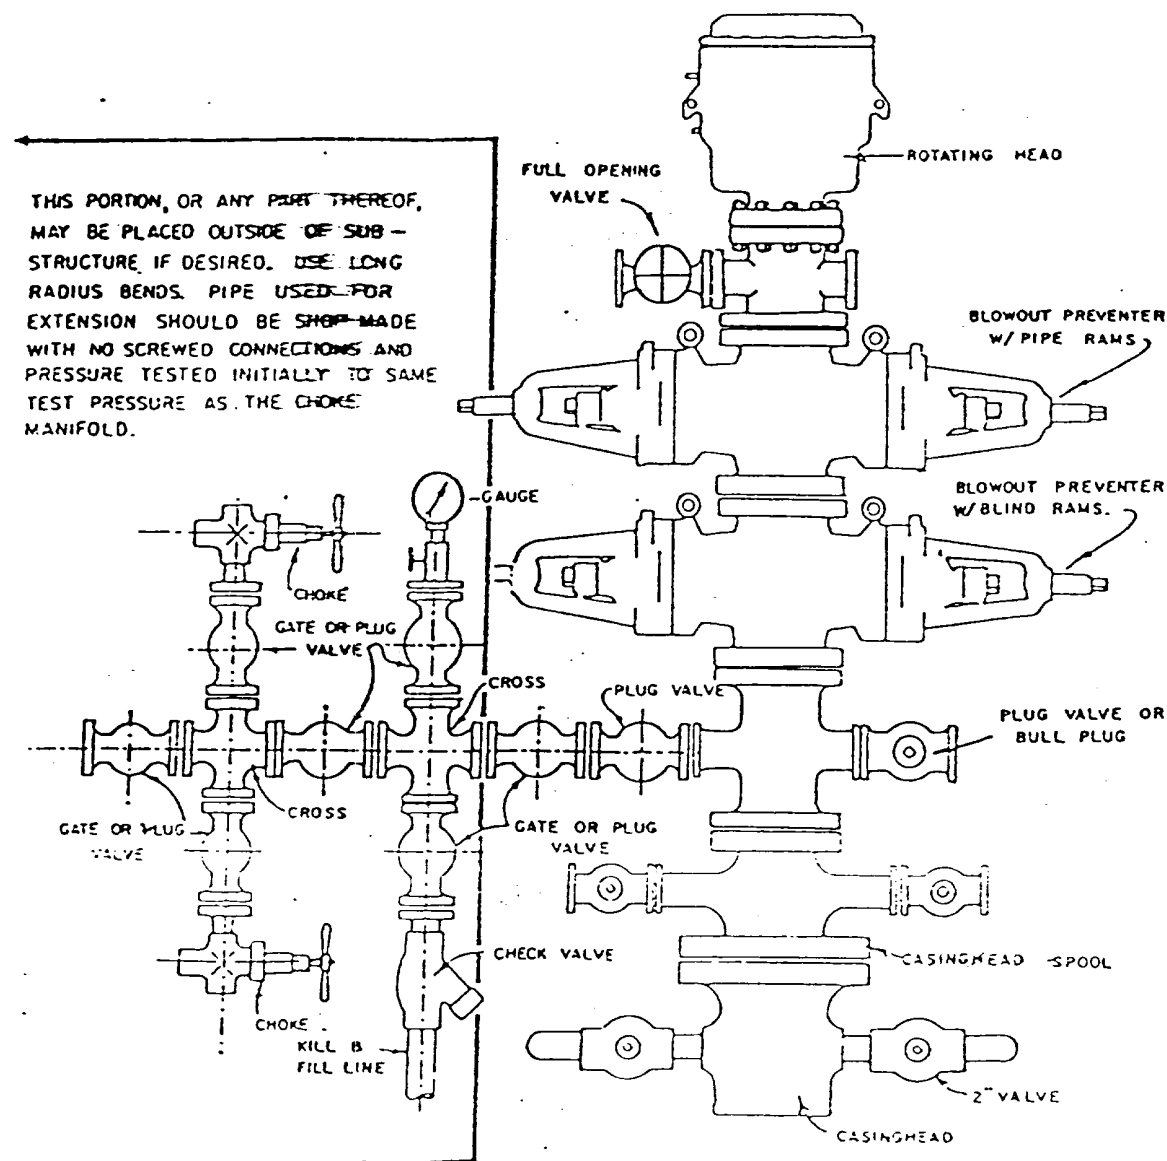 ROTATING HEAD
FULL OPENING
VALVE
THIS PORTION, OR ANY PART THEREOF,
MAY BE PLACED OUTSIDE OF SUB-
STRUCTURE IF DESIRED. USE LONG
RADIUS BENDS. PIPE USED FOR
EXTENSION SHOULD BE SHOP MADE
WITH NO SCREWED CONNECTIONS AND
PRESSURE TESTED INITIALLY TO SAME
TEST PRESSURE AS THE CHOKE
MANIFOLD.
BLOWOUT PREVENTER
W/PIPE RAMS
GAUGE
BLOWOUT PREVENTER
W/BLIND RAMS.
CHOKE
GATE OR PLUG
VALVE
CROSS
PLUG VALVE
PLUG VALVE OR
BULL PLUG
CROSS
GATE OR PLUG
VALVE
GATE OR PLUG
VALVE
CHECK VALVE
CASINGHEAD SPOOL
CHOKE
KILL &
FILL LINE
2" VALVE
CASINGHEAD